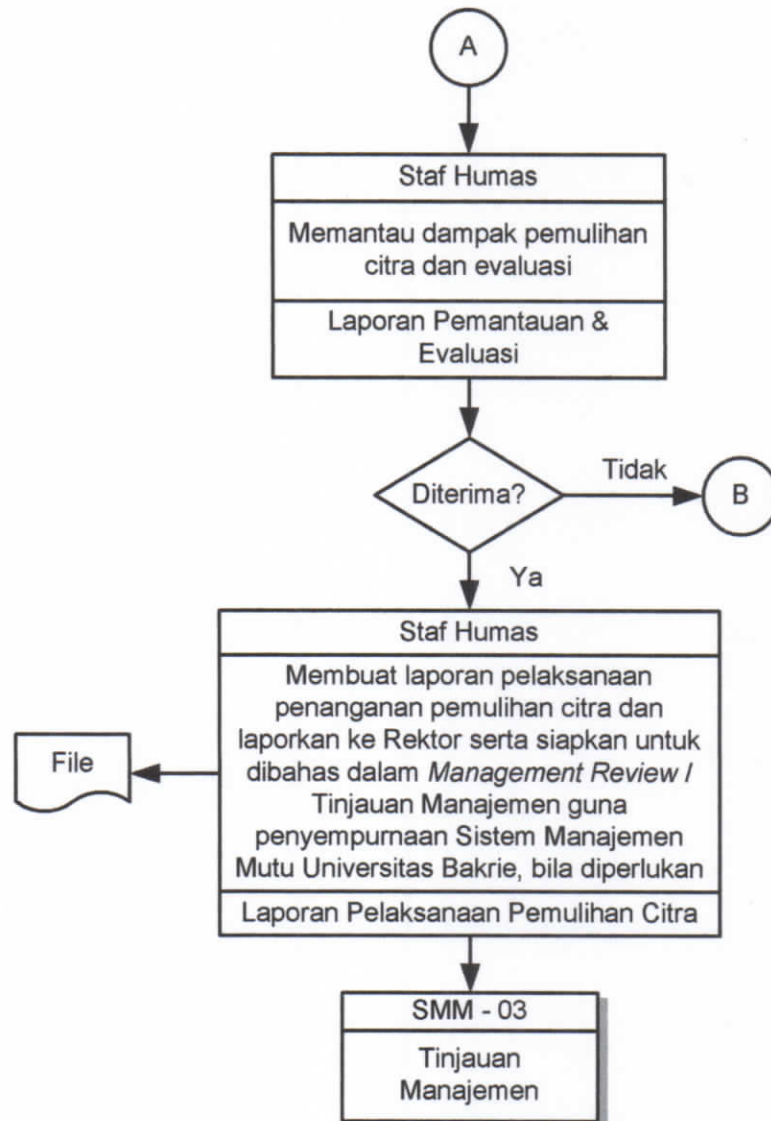 A
Staf Humas
Memantau dampak pemulihan
citra dan evaluasi
Laporan Pemantauan &
Evaluasi
Diterima?
Tidak
B
Ya
Staf Humas
Membuat laporan pelaksanaan
penanganan pemulihan citra dan
laporkan ke Rektor serta siapkan untuk
dibahas dalam Management Review /
Tinjauan Manajemen guna
penyempurnaan Sistem Manajemen
Mutu Universitas Bakrie, bila diperlukan
Laporan Pelaksanaan Pemulihan Citra
File
SMM - 03
Tinjauan
Manajemen